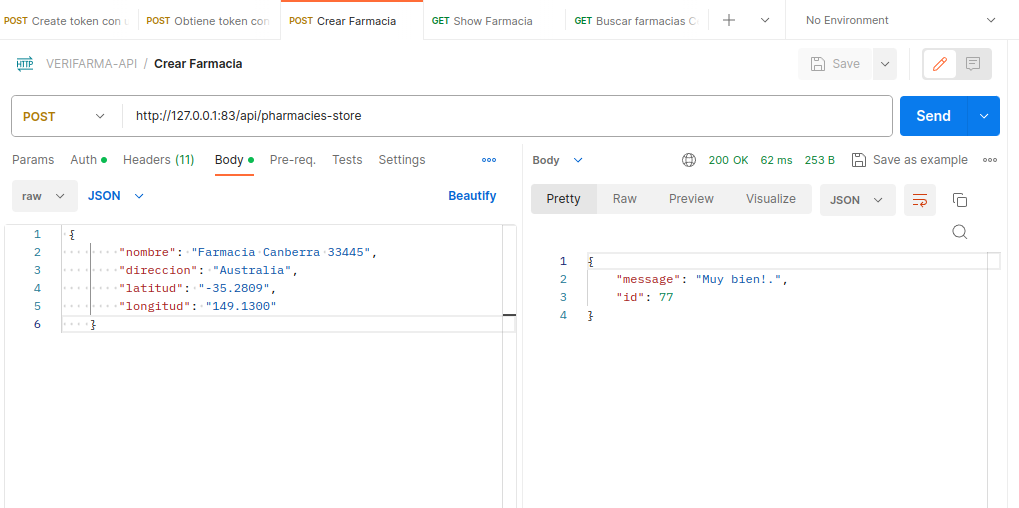 POST Create token con u
POST Obtiene token con
POST Crear Farmacia
GET Show Farmacia
GET Buscar farmacias C
No Environment
HTTP VERIFARMA-API / Crear Farmacia
Save
POST http://127.0.0.1:83/api/pharmacies-store
Send
Params Auth Headers (11) Body Pre-req. Tests Settings
raw JSON Beautify
1 {
2 "nombre": "Farmacia Canberra 33445",
3 "direccion": "Australia",
4 "latitud": "-35.2809",
5 "longitud": "149.1300"
6 }
Body 200 OK 62 ms 253 B Save as example
Pretty Raw Preview Visualize JSON
1 {
2 "message": "Muy bien!.",
3 "id": 77
4 }